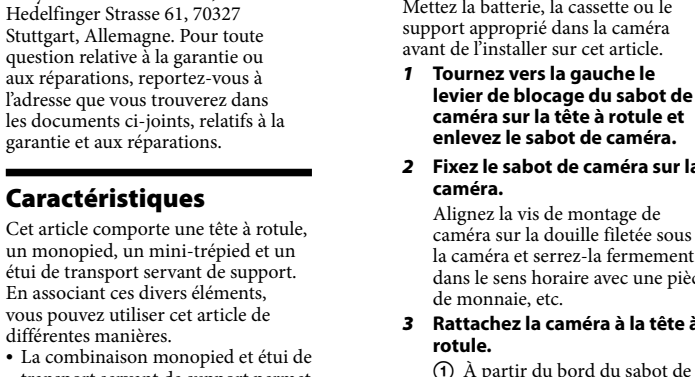 Hedelfinger Strasse 61, 70327
Stuttgart, Allemagne. Pour toute
question relative à la garantie ou
aux réparations, reportez-vous à
l’adresse que vous trouverez dans
les documents ci-joints, relatifs à la
garantie et aux réparations.
Caractéristiques
Cet article comporte une tête à rotule,
un monopied, un mini-trépied et un
étui de transport servant de support.
En associant ces divers éléments,
vous pouvez utiliser cet article de
différentes manières.
• La combinaison monopied et étui de
transport servant de support permet
Mettez la batterie, la cassette ou le
support approprié dans la caméra
avant de l’installer sur cet article.
1 Tournez vers la gauche le
levier de blocage du sabot de
caméra sur la tête à rotule et
enlevez le sabot de caméra.
2 Fixez le sabot de caméra sur la
caméra.
Alignez la vis de montage de
caméra sur la douille filetée sous
la caméra et serrez-la fermement
dans le sens horaire avec une pièc
de monnaie, etc.
3 Rattachez la caméra à la tête à
rotule.
① À partir du bord du sabot de